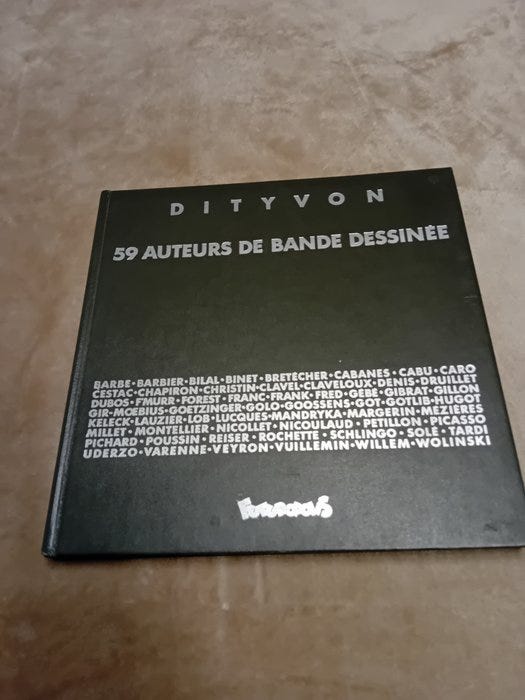 DITYVON
59 AUTEURS DE BANDE DESSINÉE
BARBE•BARBIER•BILAL•BINET•BRETÉCHER•CABANES•CABU•CARO
CESTAC•CHAPIRON•CHRISTIN•CLAVEL•CLAVELOUX•DENIS•DRUILLET
DUBOS•F'MURR•FOREST•FRANC•FRANK•FRED•GÉBÉ•GIBRAT•GILLON
GIR-MŒBIUS•GOETZINGER•GOLO•GOOSSENS•GOT•GOTLIB•HUGOT
KELECK•LAUZIER•LOB•LUCQUES•MANDRYKA•MARGERIN•MÉZIÈRES
MILLET•MONTELLIER•NICOLLET•NICOULAUD•PETILLON•PICASSO
PICHARD•POUSSIN•REISER•ROCHETTE•SCHLINGO•SOLÉ•TARDI
UDERZO•VARENNE•VEYRON•VUILLEMIN•WILLEM•WOLINSKI
FUTUROPOLIS